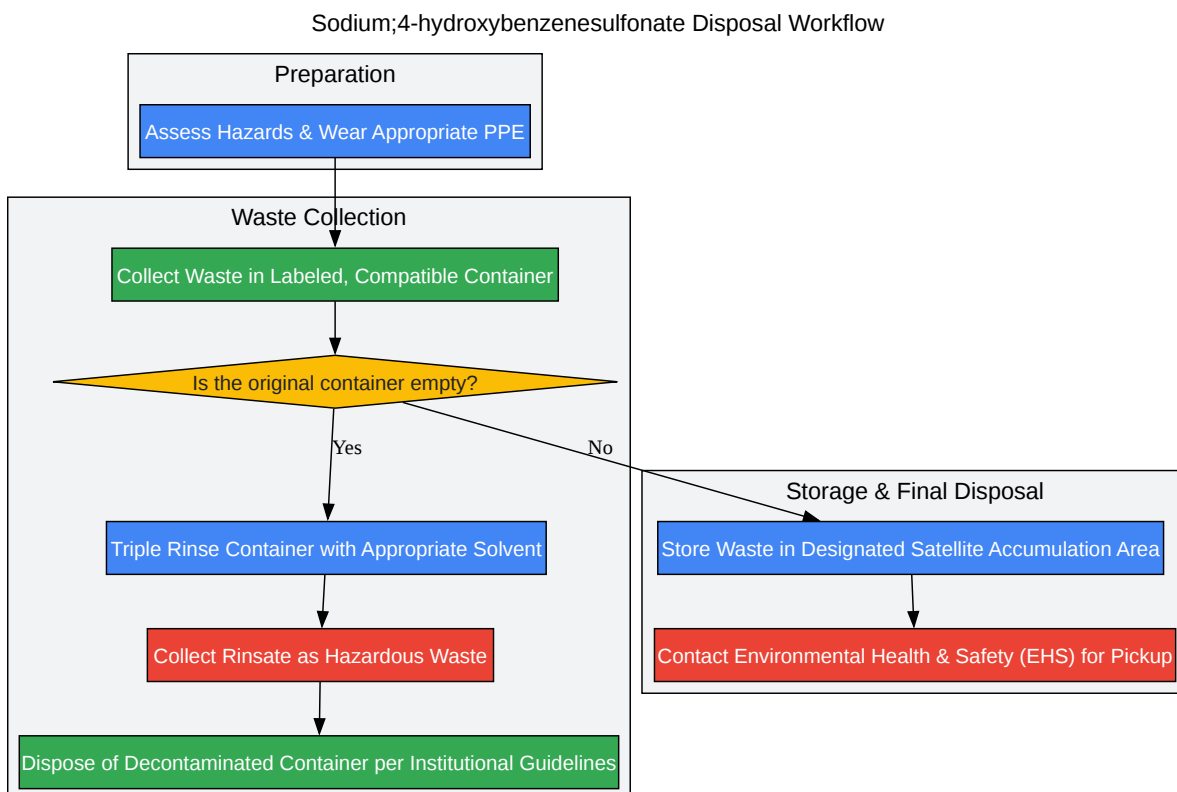 Sodium;4-hydroxybenzenesulfonate Disposal Workflow
Preparation
Assess Hazards & Wear Appropriate PPE
Waste Collection
Collect Waste in Labeled, Compatible Container
Is the original container empty?
Yes
No
Storage & Final Disposal
Triple Rinse Container with Appropriate Solvent
Store Waste in Designated Satellite Accumulation Area
Collect Rinsate as Hazardous Waste
Contact Environmental Health & Safety (EHS) for Pickup
Dispose of Decontaminated Container per Institutional Guidelines